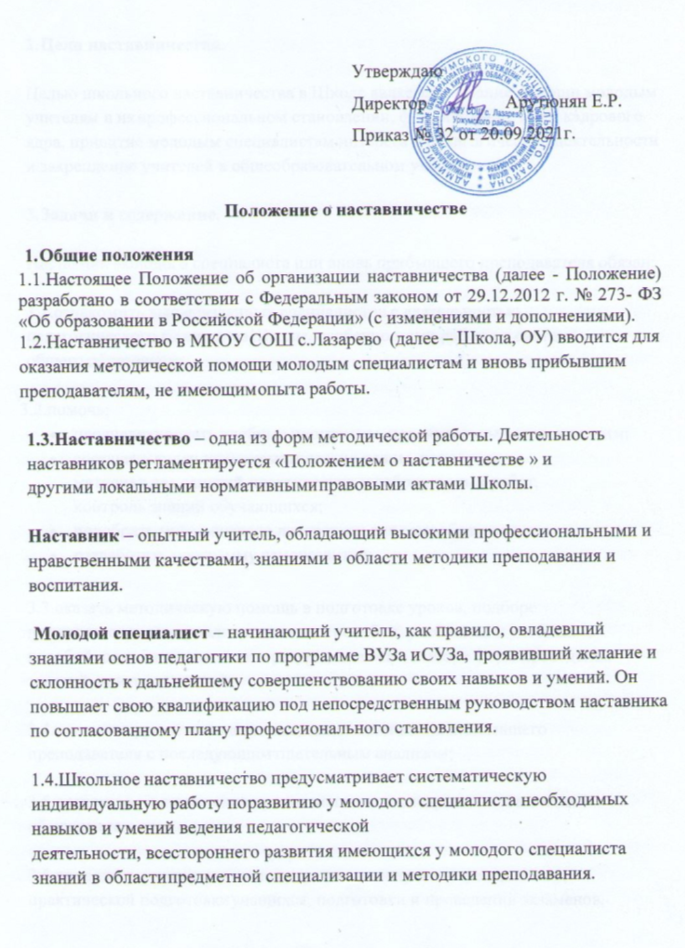 Утверждаю
Директор Арутюнян Е.Р.
Приказ № 32 от 20.09.2021г.
Положение о наставничестве
1.Общие положения
1.1.Настоящее Положение об организации наставничества (далее - Положение)
разработано в соответствии с Федеральным законом от 29.12.2012 г. № 273- ФЗ
«Об образовании в Российской Федерации» (с изменениями и дополнениями).
1.2.Наставничество в МКОУ СОШ с.Лазарево (далее – Школа, ОУ) вводится для
оказания методической помощи молодым специалистам и вновь прибывшим
преподавателям, не имеющимопыта работы.
1.3.Наставничество – одна из форм методической работы. Деятельность
наставников регламентируется «Положением о наставничестве » и
другими локальными нормативнымиправовыми актами Школы.
Наставник – опытный учитель, обладающий высокими профессиональными и
нравственными качествами, знаниями в области методики преподавания и
воспитания.
Молодой специалист – начинающий учитель, как правило, овладевший
знаниями основ педагогики по программе ВУЗа иСУЗа, проявивший желание и
склонность к дальнейшему совершенствованию своих навыков и умений. Он
повышает свою квалификацию под непосредственным руководством наставника
по согласованному плану профессионального становления.
1.4.Школьное наставничество предусматривает систематическую
индивидуальную работу поразвитию у молодого специалиста необходимых
навыков и умений ведения педагогической
деятельности, всестороннего развития имеющихся у молодого специалиста
знаний в областипредметной специализации и методики преподавания.